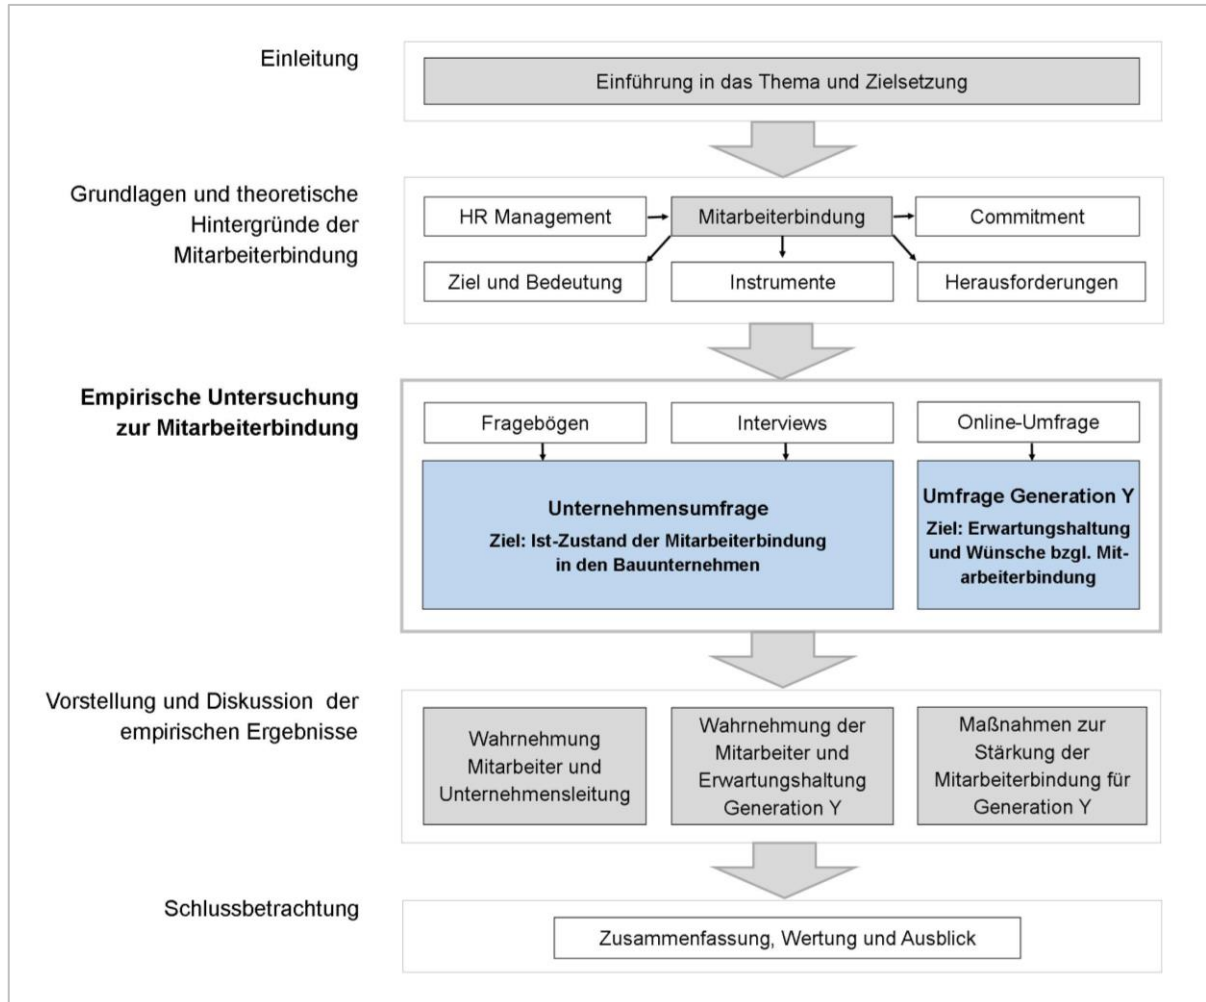 Einleitung
Einführung in das Thema und Zielsetzung
Grundlagen und theoretische
Hintergründe der
Mitarbeiterbindung
HR Management
Mitarbeiterbindung
Commitment
Ziel und Bedeutung
Instrumente
Herausforderungen
Empirische Untersuchung
zur Mitarbeiterbindung
Fragebögen
Interviews
Online-Umfrage
Unternehmensumfrage
Ziel: Ist-Zustand der Mitarbeiterbindung
in den Bauunternehmen
Umfrage Generation Y
Ziel: Erwartungshaltung
und Wünsche bzgl. Mit-
arbeiterbindung
Vorstellung und Diskussion der
empirischen Ergebnisse
Wahrnehmung
Mitarbeiter und
Unternehmensleitung
Wahrnehmung der
Mitarbeiter und
Erwartungshaltung
Generation Y
Maßnahmen zur
Stärkung der
Mitarbeiterbindung für
Generation Y
Schlussbetrachtung
Zusammenfassung, Wertung und Ausblick